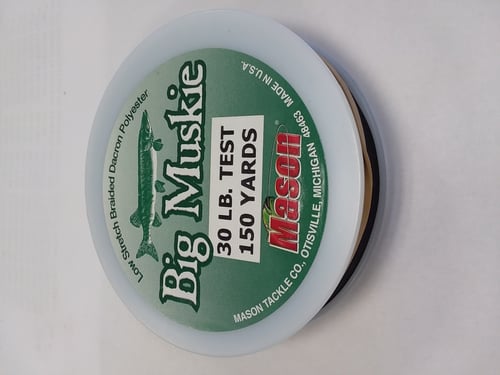 Low Stretch Braided Dacron Polyester
Big Muskie
30 LB. TEST
150 YARDS
Mason
MASON TACKLE CO., OTISVILLE, MICHIGAN 48463 MADE IN U.S.A.